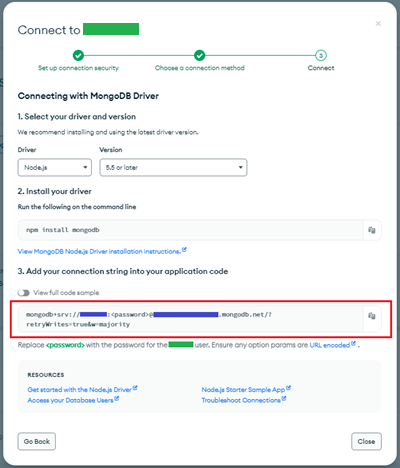 Connect to
Set up connection security
Choose a connection method
3
Connect
Connecting with MongoDB Driver
1. Select your driver and version
We recommend installing and using the latest driver version.
Driver Version
Node.js 5.5 or later
2. Install your driver
Run the following on the command line
npm install mongodb
View MongoDB Node.js Driver installation instructions.
3. Add your connection string into your application code
View full code sample
mongodb+srv:// :<password>@ .mongodb.net/?
retryWrites=true&w=majority
Replace <password> with the password for the user. Ensure any option params are URL encoded .
RESOURCES
Get started with the Node.js Driver Node.js Starter Sample App
Access your Database Users Troubleshoot Connections
Go Back Close